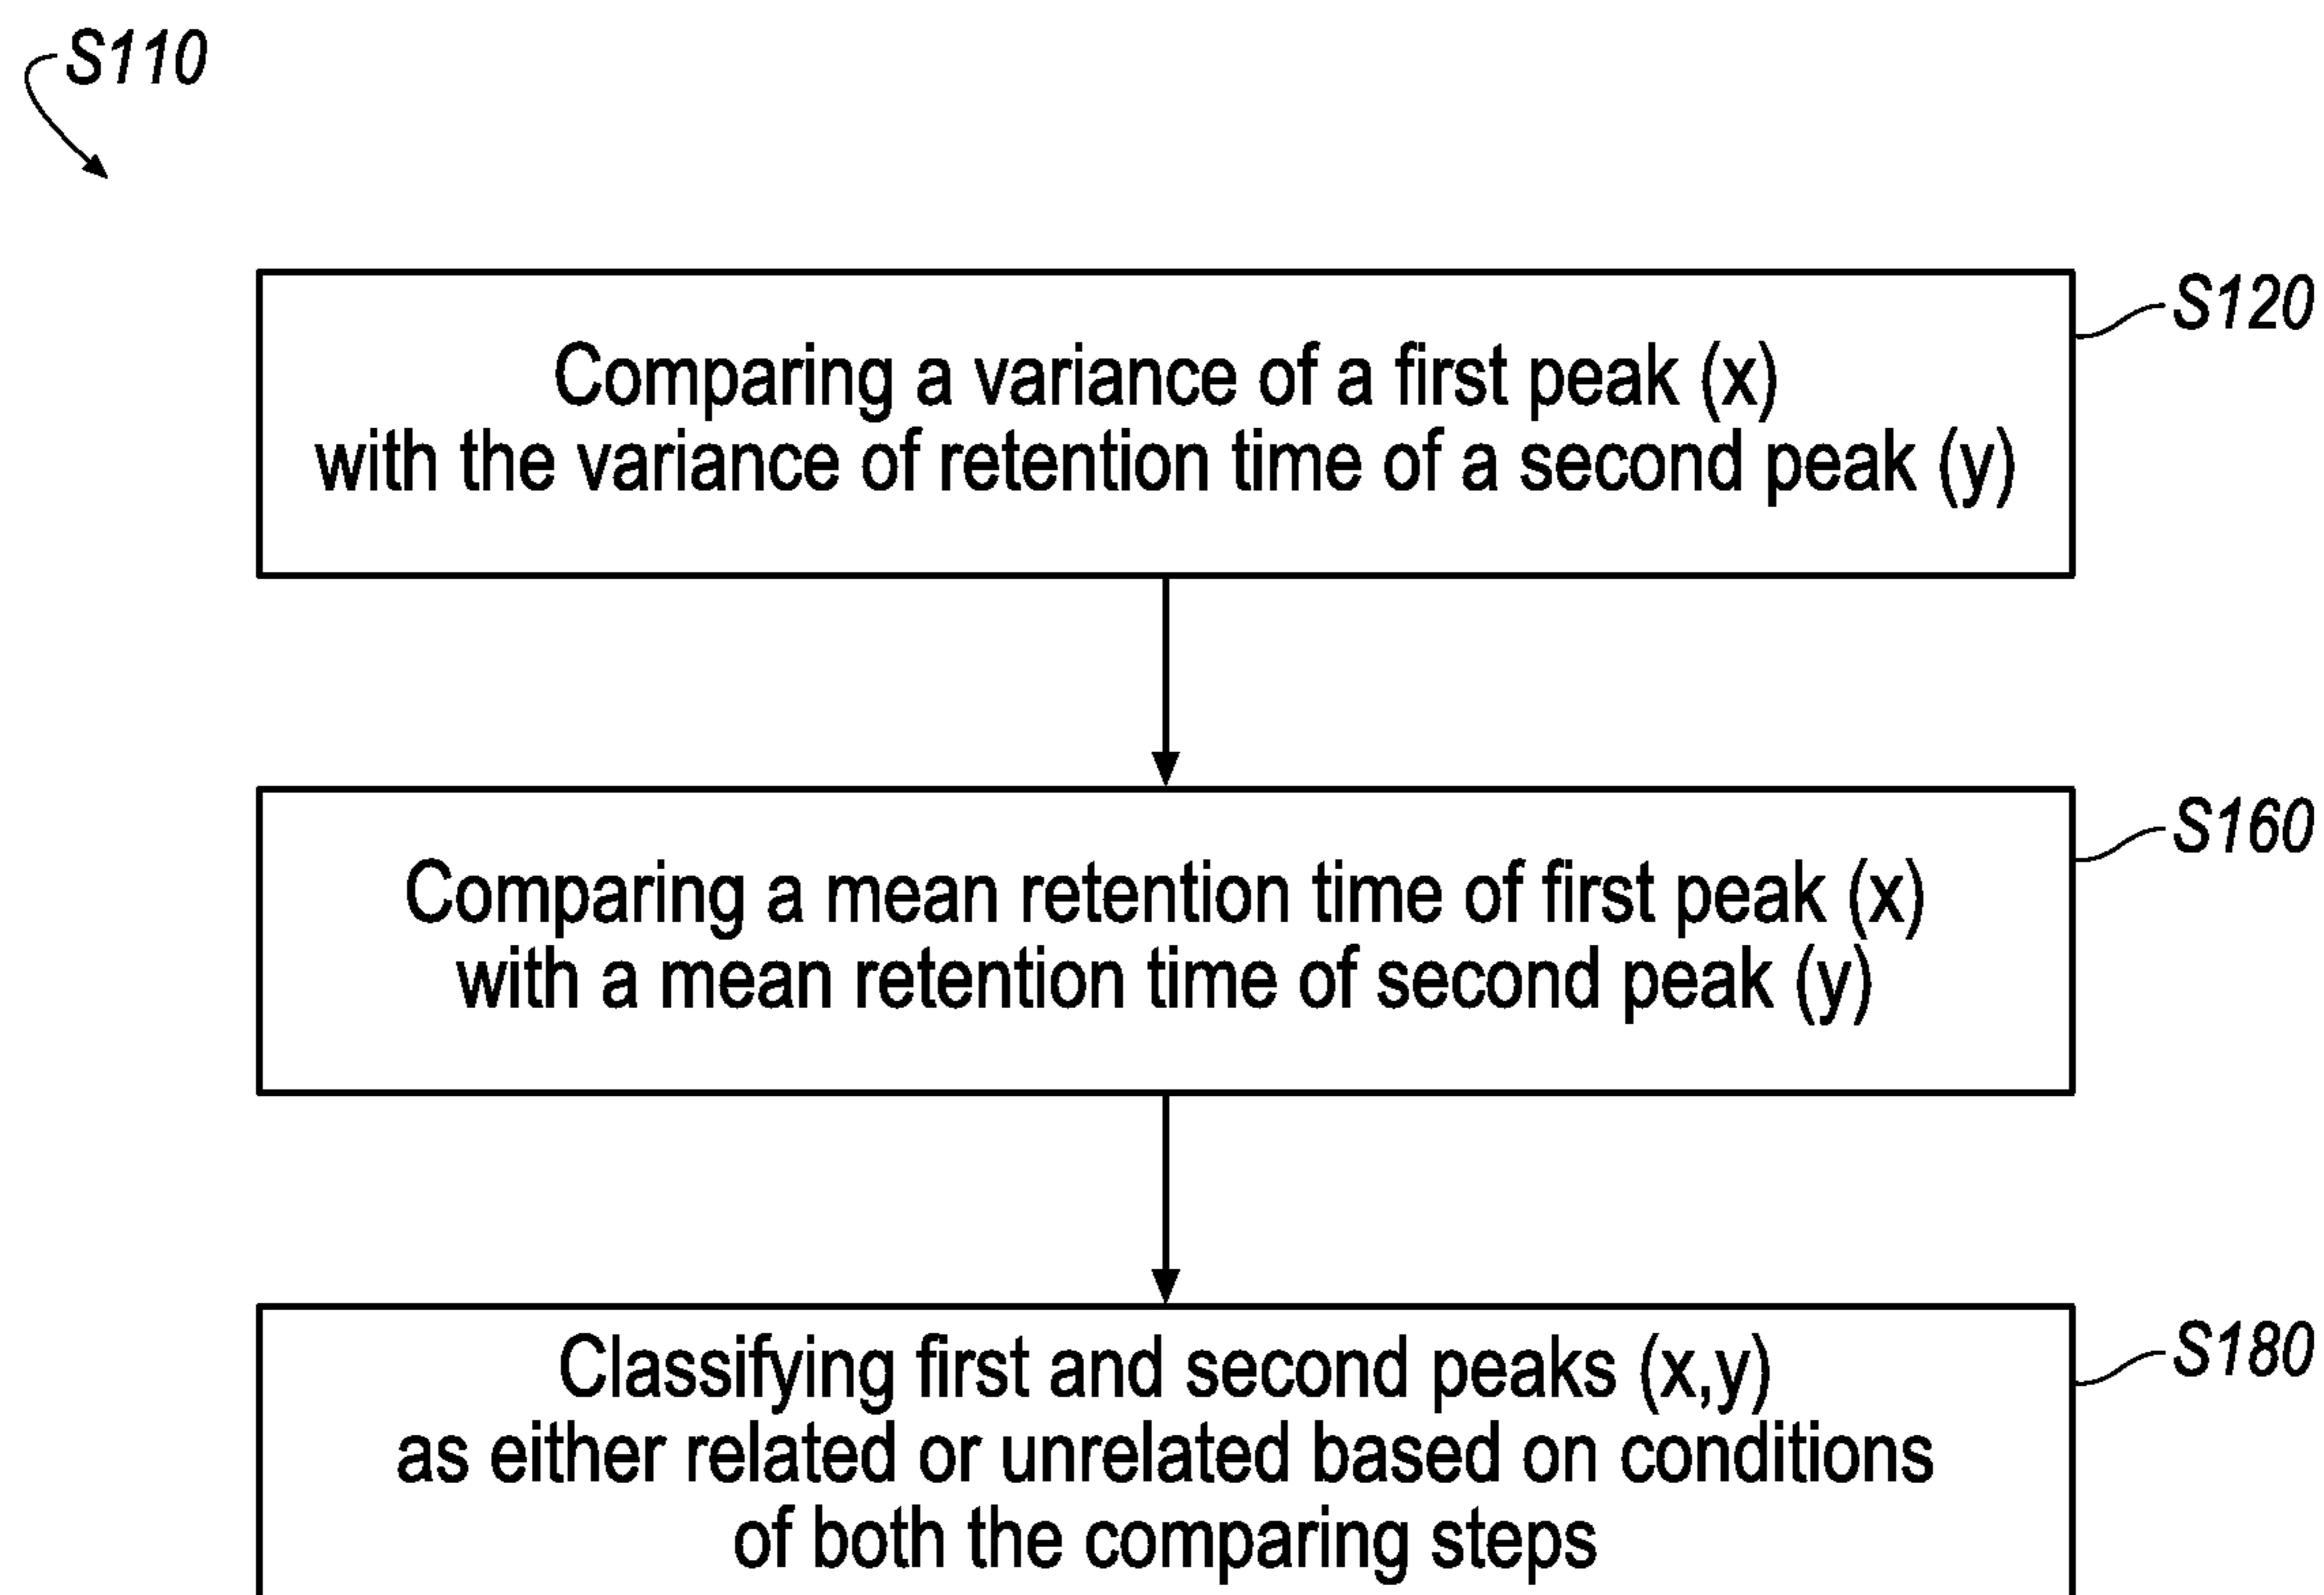 S110
S120
Comparing a variance of a first peak (x)
with the variance of retention time of a second peak (y)
S160
Comparing a mean retention time of first peak (x)
with a mean retention time of second peak (y)
S180
Classifying first and second peaks (x,y)
as either related or unrelated based on conditions
of both the comparing steps